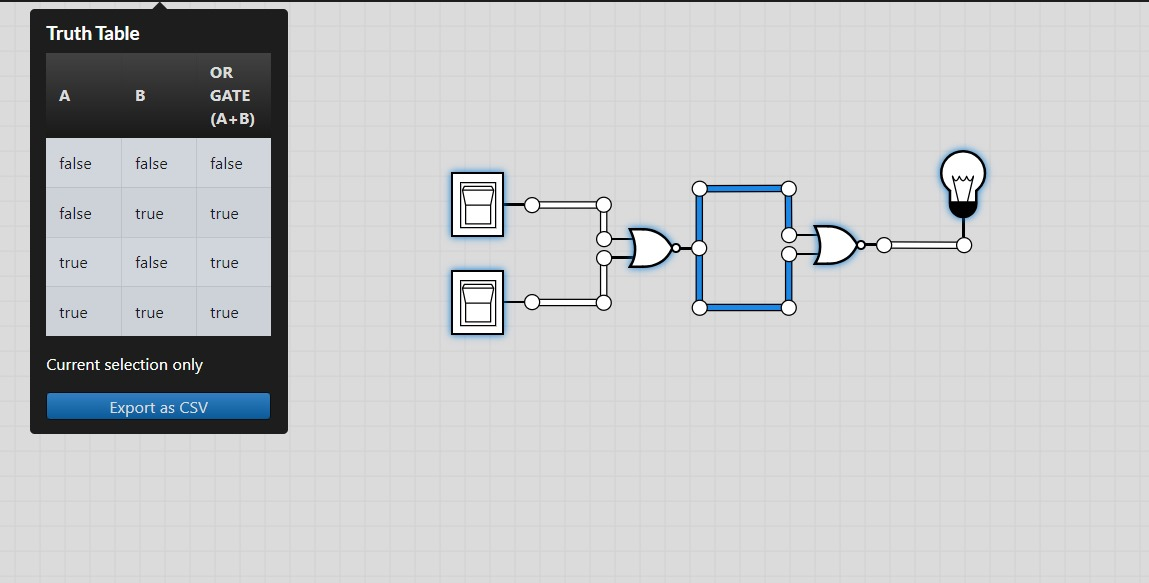 Truth Table
A B OR GATE (A+B)
false false false
false true true
true false true
true true true
Current selection only
Export as CSV